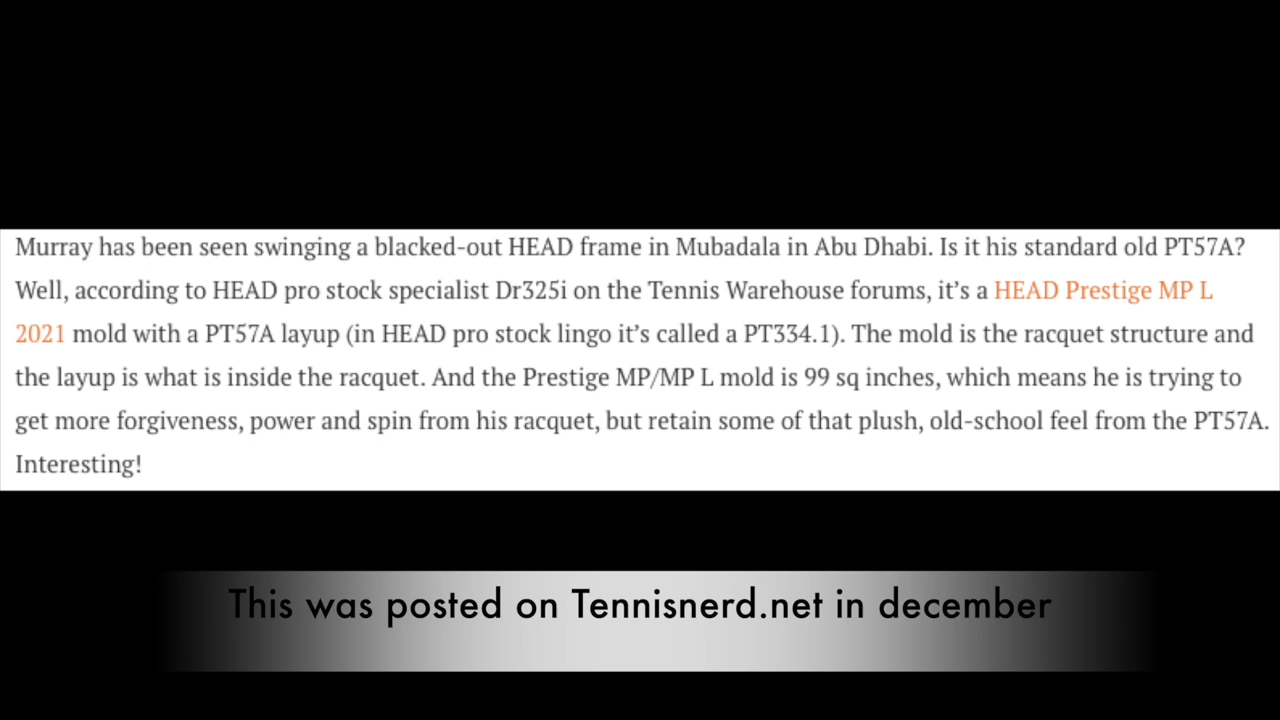 Murray has been seen swinging a blacked-out HEAD frame in Mubadala in Abu Dhabi. Is it his standard old PT57A?
Well, according to HEAD pro stock specialist Dr325i on the Tennis Warehouse forums, it’s a HEAD Prestige MP L
2021 mold with a PT57A layup (in HEAD pro stock lingo it’s called a PT334.1). The mold is the racquet structure and
the layup is what is inside the racquet. And the Prestige MP/MP L mold is 99 sq inches, which means he is trying to
get more forgiveness, power and spin from his racquet, but retain some of that plush, old-school feel from the PT57A.
Interesting!
This was posted on Tennisnerd.net in december